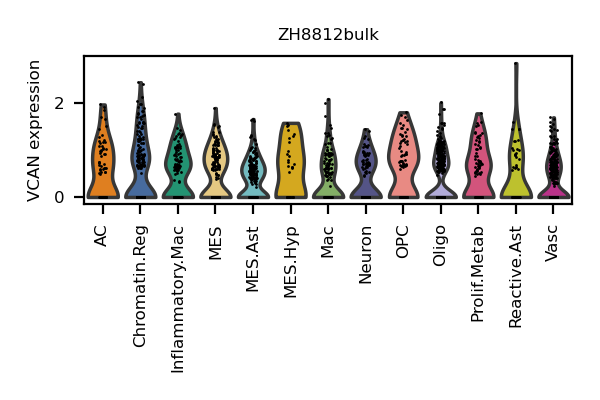 ZH8812bulk
VCAN expression
2
0
AC
Chromatin.Reg
Inflammatory.Mac
MES
MES.Ast
MES.Hyp
Mac
Neuron
OPC
Oligo
Prolif.Metab
Reactive.Ast
Vasc